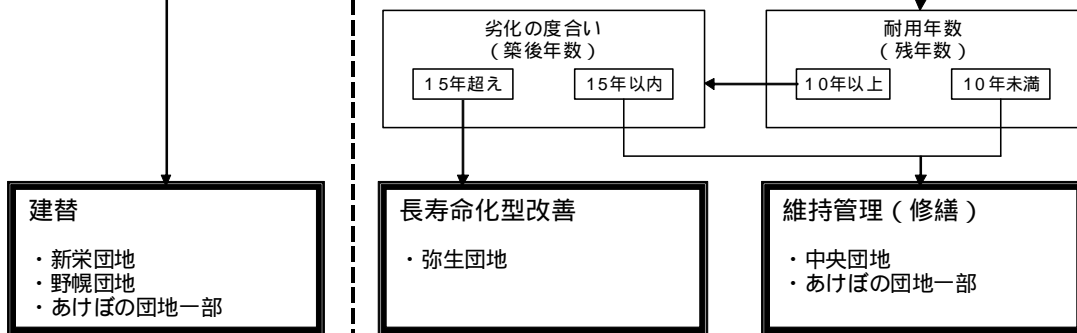 劣化の度合い
（築後年数）
15年超え
15年以内
耐用年数
（残年数）
10年以上
10年未満
建替
・新栄団地
・野幌団地
・あけぼの団地一部
長寿命化型改善
・弥生団地
維持管理（修繕）
・中央団地
・あけぼの団地一部